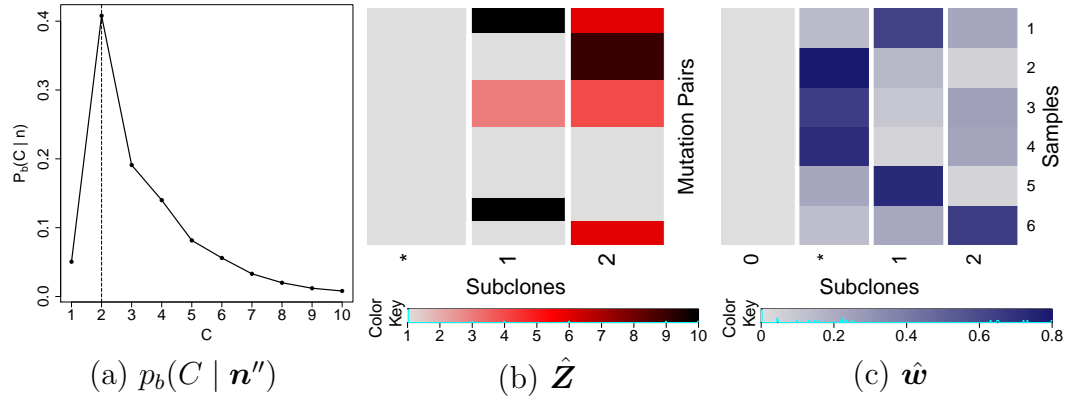 0.4
0.3
0.2
0.1
0.0
P_b(C | n)
1 2 3 4 5 6 7 8 9 10
C
(a) p_b(C | n″)
Mutation Pairs
* 1 2
Subclones
Color Key
1 2 3 4 5 6 7 8 9 10
(b) Ẑ
1
2
3
4
5
6
Samples
0 * 1 2
Subclones
Color Key
0 0.2 0.4 0.6 0.8
(c) ŵ